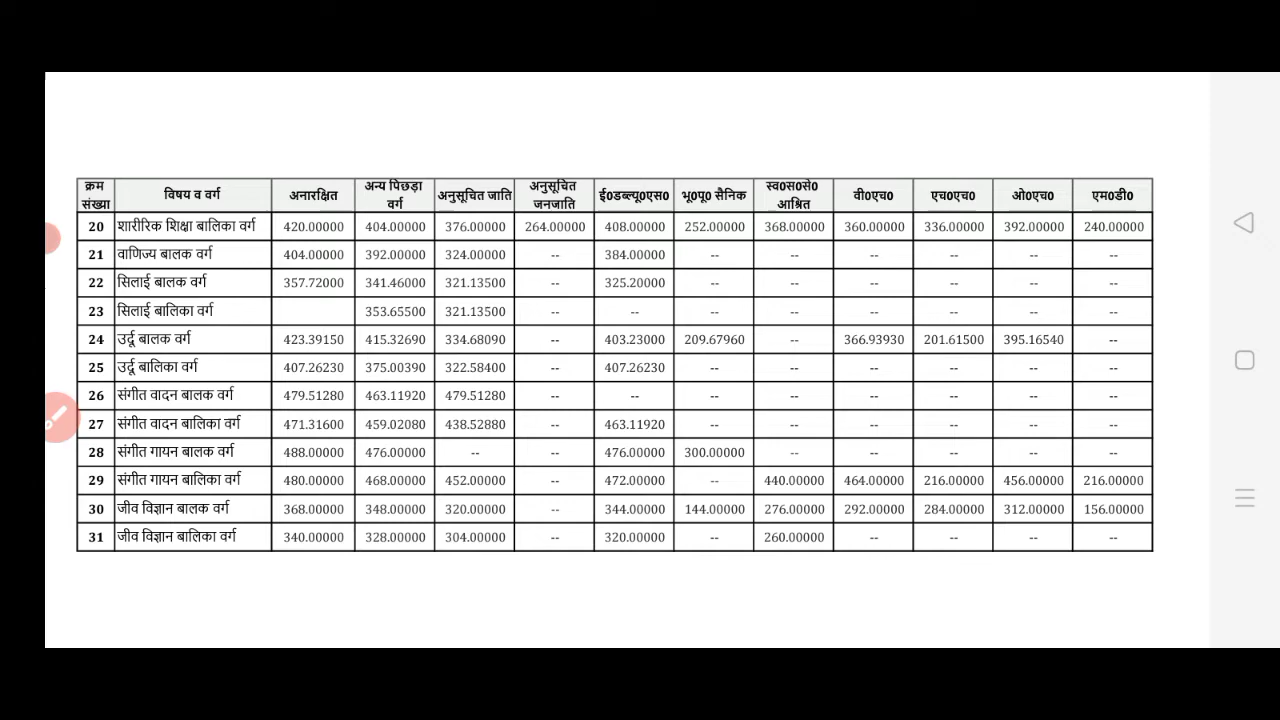 क्रम संख्या विषय व वर्ग अनारक्षित अन्य पिछड़ा वर्ग अनुसूचित जाति अनुसूचित जनजाति ई0डब्ल्यू0एस0 भू0पू0 सैनिक स्व0स0से0 आश्रित वी0एच0 एच0एच0 ओ0एच0 एम0डी0
20 शारीरिक शिक्षा बालिका वर्ग 420.00000 404.00000 376.00000 264.00000 408.00000 252.00000 368.00000 360.00000 336.00000 392.00000 240.00000
21 वाणिज्य बालक वर्ग 404.00000 392.00000 324.00000 -- 384.00000 -- -- -- -- -- --
22 सिलाई बालक वर्ग 357.72000 341.46000 321.13500 -- 325.20000 -- -- -- -- -- --
23 सिलाई बालिका वर्ग 353.65500 321.13500 -- -- -- -- -- -- -- --
24 उर्दू बालक वर्ग 423.39150 415.32690 334.68090 -- 403.23000 209.67960 -- 366.93930 201.61500 395.16540 --
25 उर्दू बालिका वर्ग 407.26230 375.00390 322.58400 -- 407.26230 -- -- -- -- -- --
26 संगीत वादन बालक वर्ग 479.51280 463.11920 479.51280 -- -- -- -- -- -- -- --
27 संगीत वादन बालिका वर्ग 471.31600 459.02080 438.52880 -- 463.11920 -- -- -- -- -- --
28 संगीत गायन बालक वर्ग 488.00000 476.00000 -- -- 476.00000 300.00000 -- -- -- -- --
29 संगीत गायन बालिका वर्ग 480.00000 468.00000 452.00000 -- 472.00000 -- 440.00000 464.00000 216.00000 456.00000 216.00000
30 जीव विज्ञान बालक वर्ग 368.00000 348.00000 320.00000 -- 344.00000 144.00000 276.00000 292.00000 284.00000 312.00000 156.00000
31 जीव विज्ञान बालिका वर्ग 340.00000 328.00000 304.00000 -- 320.00000 -- 260.00000 -- -- -- --